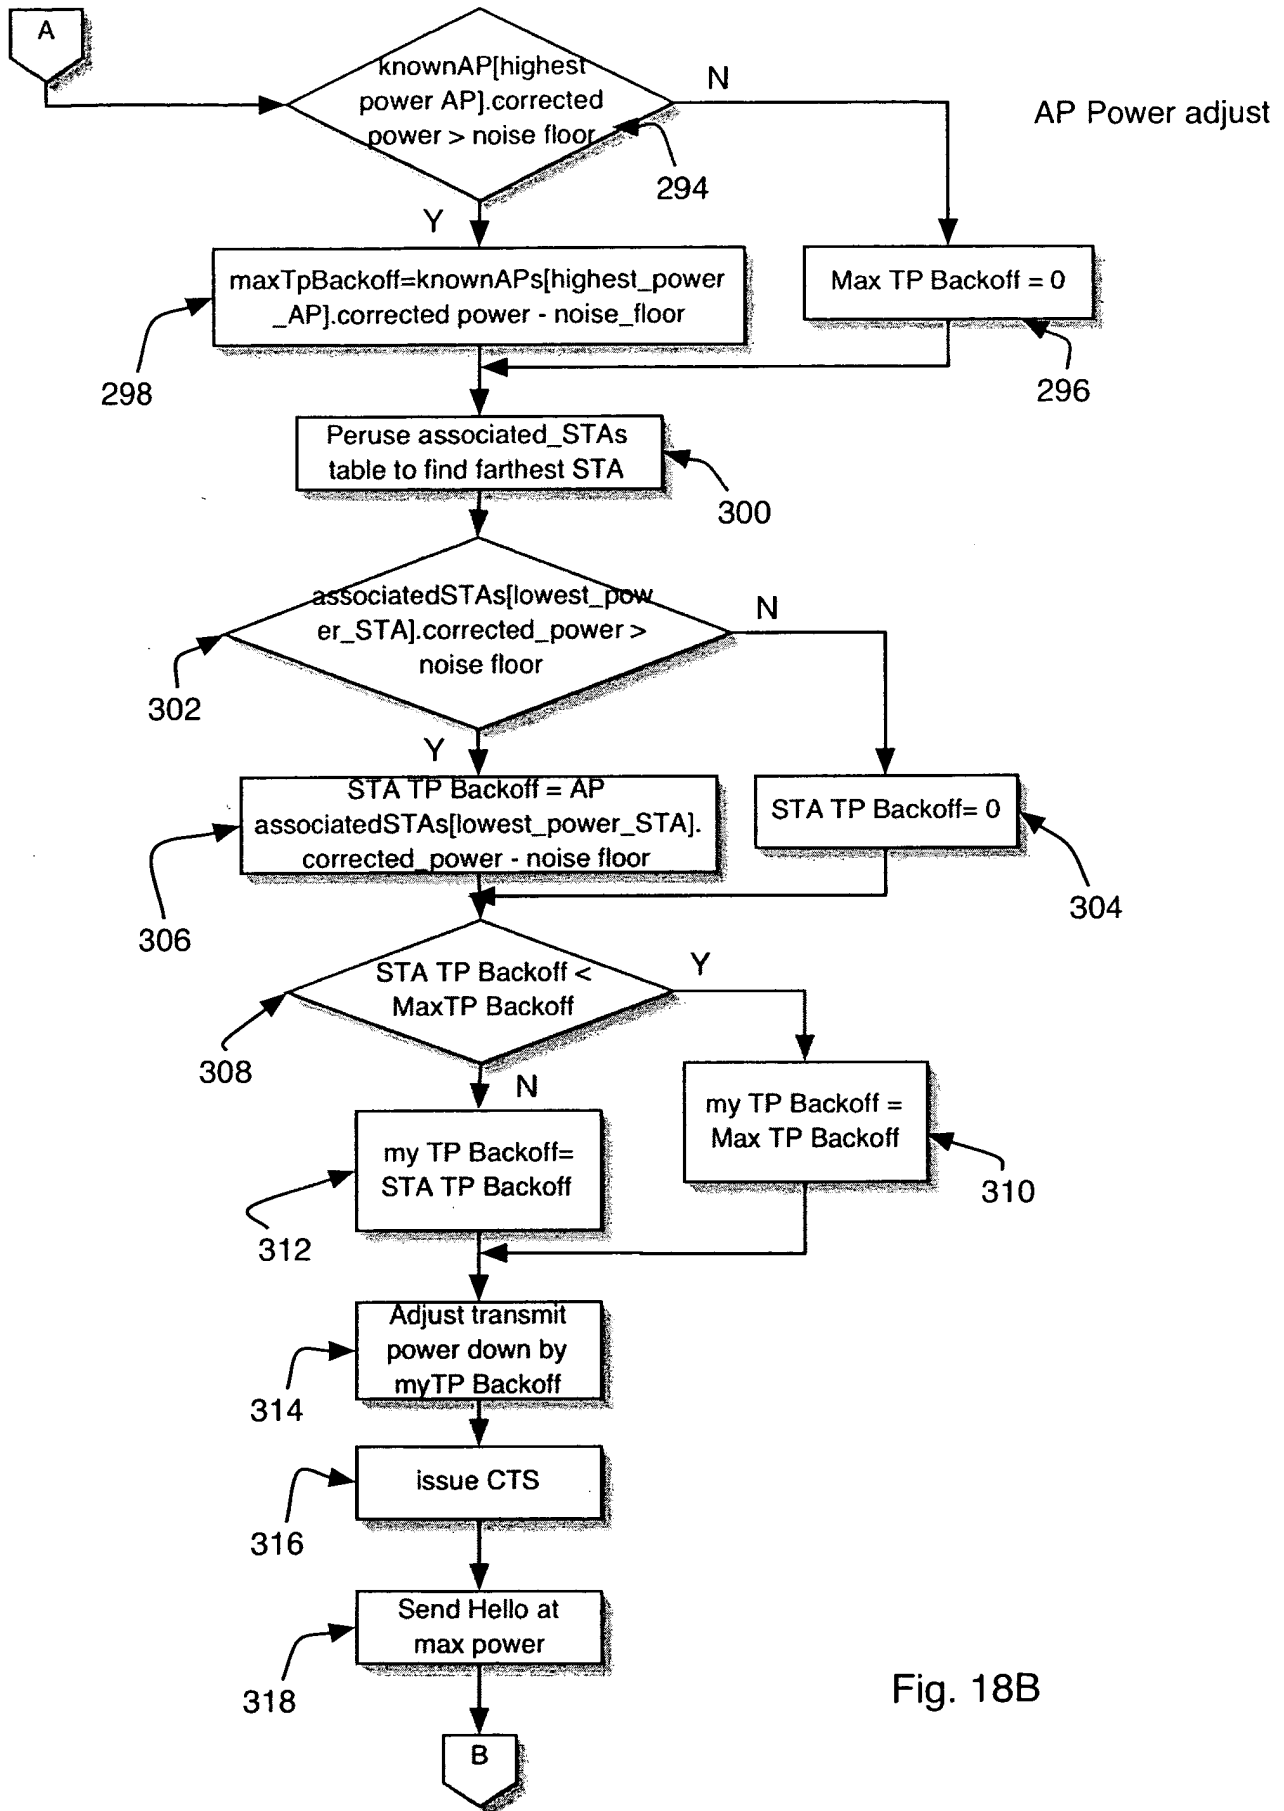 A
knownAP[highest
power AP].corrected
power > noise floor
N
AP Power adjust
294
Y
maxTpBackoff=knownAPs[highest_power
_AP].corrected power - noise_floor
Max TP Backoff = 0
298
296
Peruse associated_STAs
table to find farthest STA
300
associatedSTAs[lowest_pow
er_STA].corrected_power >
noise floor
N
302
Y
STA TP Backoff = AP
associatedSTAs[lowest_power_STA].
corrected_power - noise floor
STA TP Backoff= 0
306
304
STA TP Backoff <
MaxTP Backoff
Y
308
N
my TP Backoff =
Max TP Backoff
my TP Backoff=
STA TP Backoff
310
312
Adjust transmit
power down by
myTP Backoff
314
issue CTS
316
Send Hello at
max power
318
Fig. 18B
B